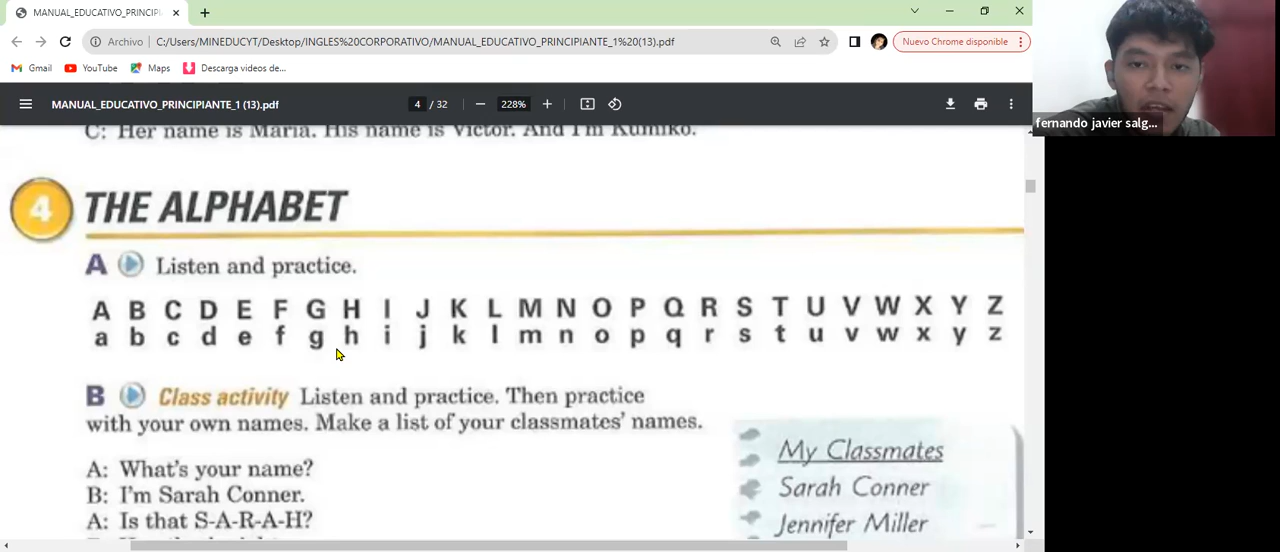 MANUAL_EDUCATIVO_PRINCIPI
Archivo C:/Users/MINEDUCYT/Desktop/INGLES%20CORPORATIVO/MANUAL_EDUCATIVO_PRINCIPIANTE_1%20(13).pdf
Nuevo Chrome disponible
Gmail YouTube Maps Descarga videos de...
MANUAL_EDUCATIVO_PRINCIPIANTE_1 (13).pdf 4 / 32 228%
fernando javier salg...
C: Her name is Maria. His name is Victor. And I'm Kumiko.
4 THE ALPHABET
A Listen and practice.
A B C D E F G H I J K L M N O P Q R S T U V W X Y Z
a b c d e f g h i j k l m n o p q r s t u v w x y z
B Class activity Listen and practice. Then practice
with your own names. Make a list of your classmates' names.
A: What's your name?
B: I'm Sarah Conner.
A: Is that S-A-R-A-H?
My Classmates
Sarah Conner
Jennifer Miller